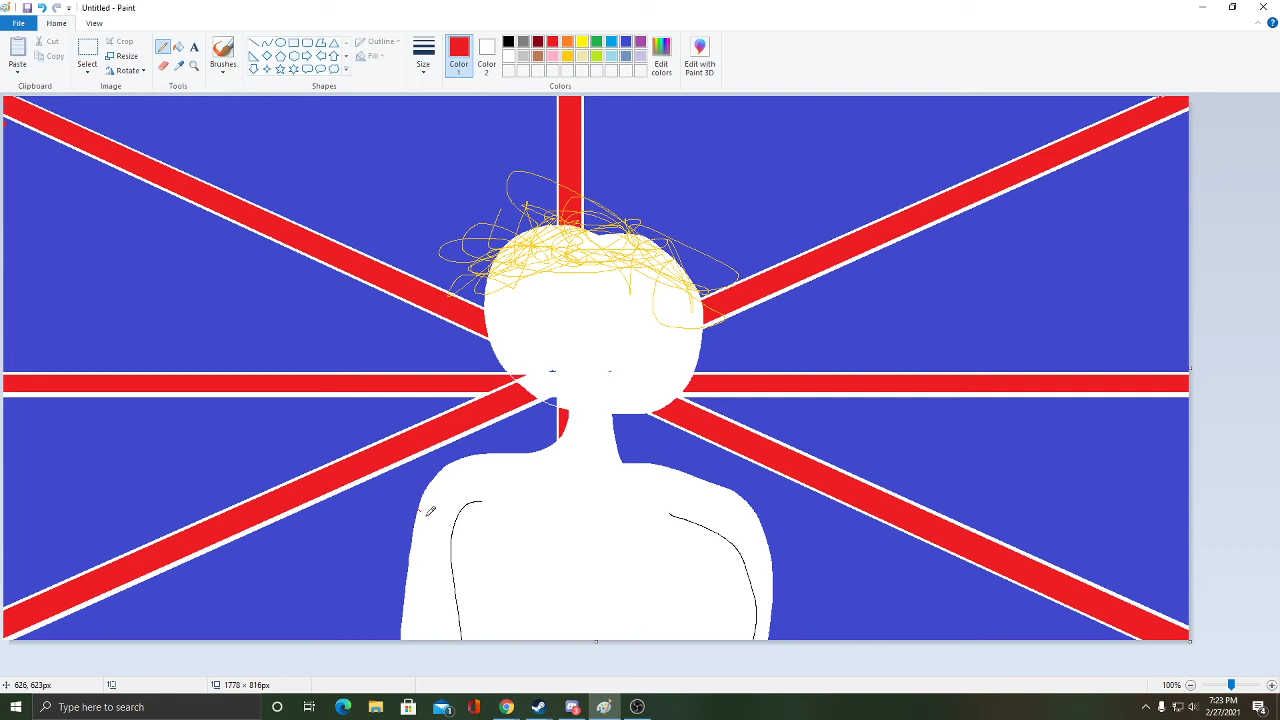 Untitled - Paint
File Home View
Paste
Clipboard
Cut
Copy
Select
Crop
Resize
Rotate
Image
A
Tools
Brushes
Shapes
Outline
Fill
Size
Color 1
Color 2
Colors
Edit colors
Edit with Paint 3D
626, 623px
1778 × 816px
100%
Type here to search
7:23 PM
2/27/2021